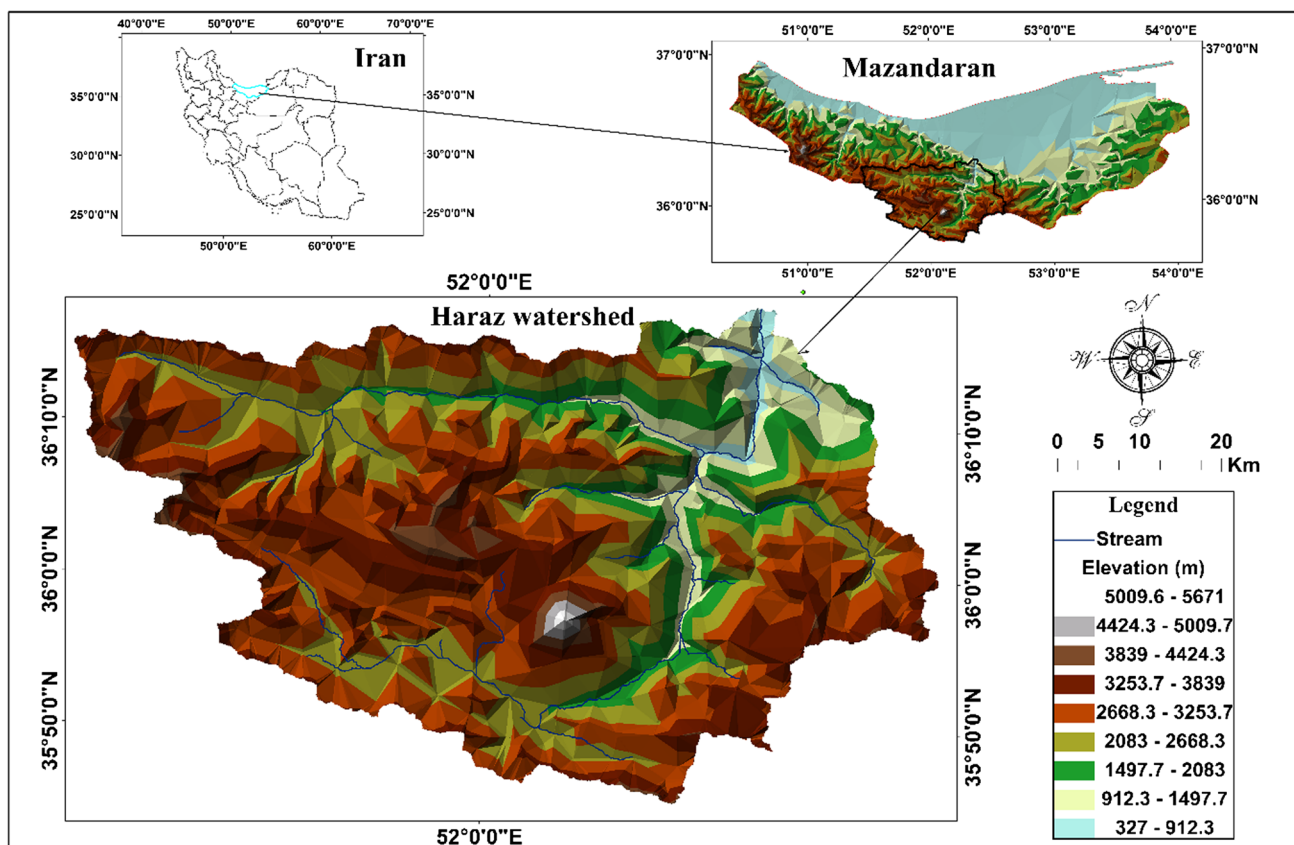 40°0'0"E 50°0'0"E 60°0'0"E 70°0'0"E
Iran
35°0'0"N 35°0'0"N
30°0'0"N 30°0'0"N
25°0'0"N 25°0'0"N
50°0'0"E 60°0'0"E
51°0'0"E 52°0'0"E 53°0'0"E 54°0'0"E
Mazandaran
37°0'0"N 37°0'0"N
36°0'0"N 36°0'0"N
51°0'0"E 52°0'0"E 53°0'0"E 54°0'0"E
52°0'0"E
Haraz watershed
36°10'0"N 36°10'0"N
36°0'0"N 36°0'0"N
35°50'0"N 35°50'0"N
52°0'0"E
N
W E
S
0 5 10 20
Km
Legend
Stream
Elevation (m)
5009.6 - 5671
4424.3 - 5009.7
3839 - 4424.3
3253.7 - 3839
2668.3 - 3253.7
2083 - 2668.3
1497.7 - 2083
912.3 - 1497.7
327 - 912.3